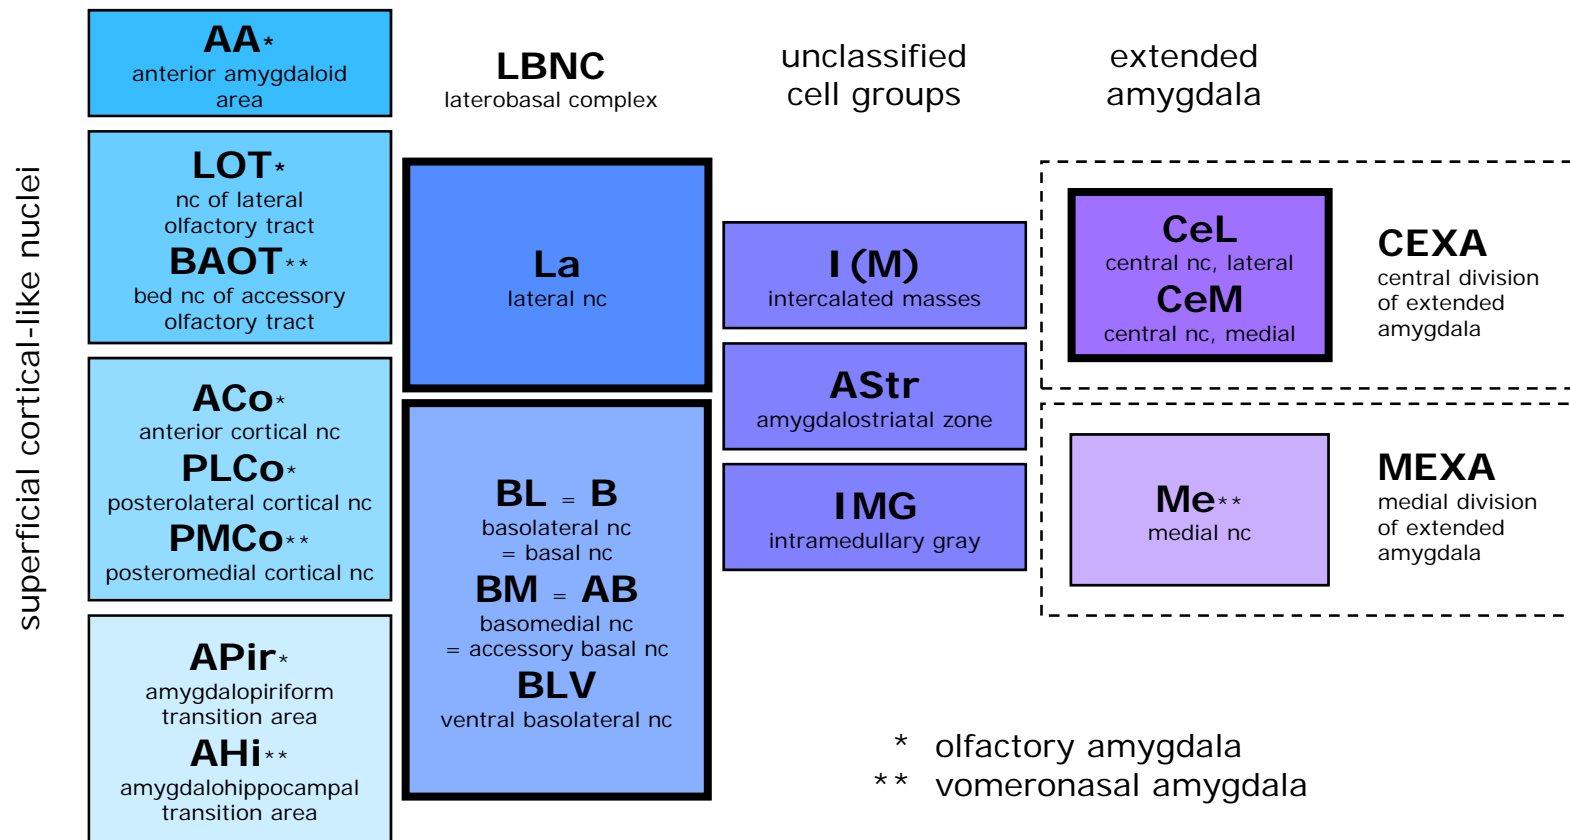 superficial cortical-like nuclei
AA*
anterior amygdaloid
area
LOT*
nc of lateral
olfactory tract
BAOT**
bed nc of accessory
olfactory tract
ACo*
anterior cortical nc
PLCo*
posterolateral cortical nc
PMCo**
posteromedial cortical nc
APir*
amygdalopiriform
transition area
AHi**
amygdalohippocampal
transition area
LBNC
laterobasal complex
La
lateral nc
BL = B
basolateral nc
= basal nc
BM = AB
basomedial nc
= accessory basal nc
BLV
ventral basolateral nc
unclassified
cell groups
I(M)
intercalated masses
AStr
amygdalostriatal zone
IMG
intramedullary gray
extended
amygdala
CeL
central nc, lateral
CeM
central nc, medial
CEXA
central division
of extended
amygdala
Me**
medial nc
MEXA
medial division
of extended
amygdala
* olfactory amygdala
** vomeronasal amygdala